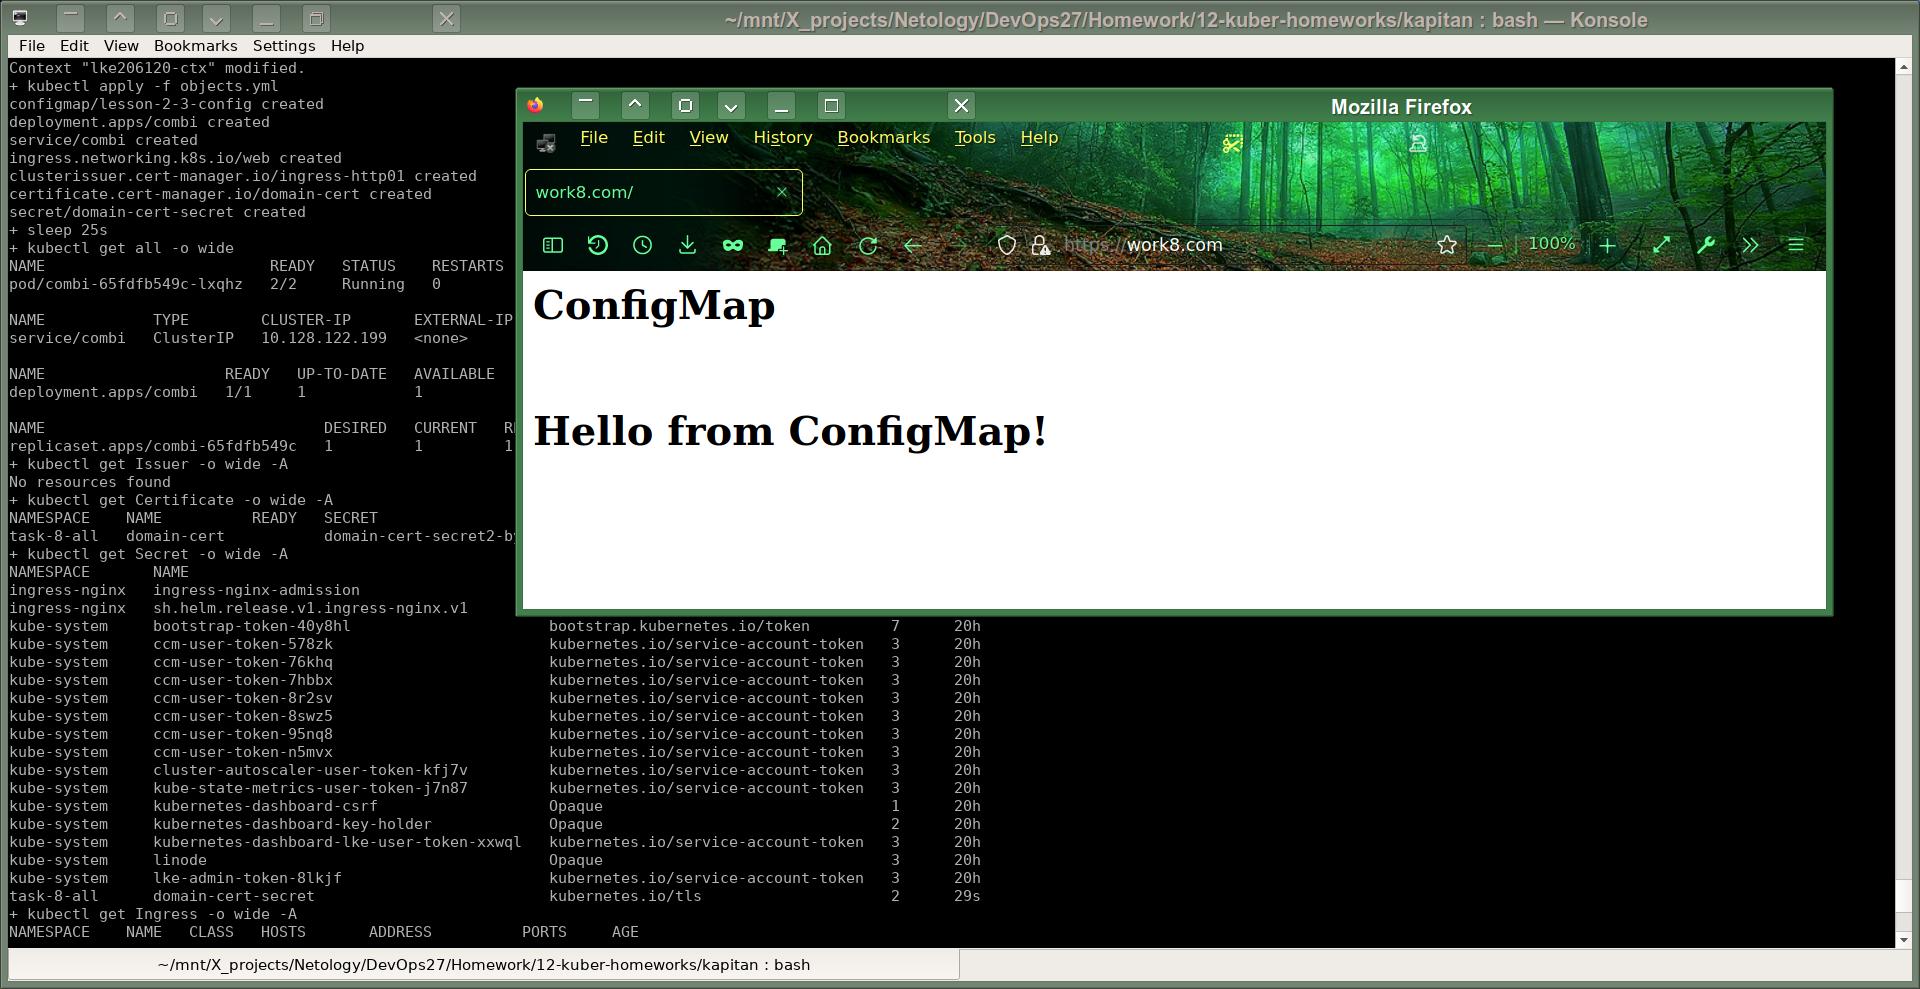 ~/mnt/X_projects/Netology/DevOps27/Homework/12-kuber-homeworks/kapitan : bash — Konsole
File Edit View Bookmarks Settings Help
Context "lke206120-ctx" modified.
+ kubectl apply -f objects.yml
configmap/lesson-2-3-config created
deployment.apps/combi created
service/combi created
ingress.networking.k8s.io/web created
clusterissuer.cert-manager.io/ingress-http01 created
certificate.cert-manager.io/domain-cert created
secret/domain-cert-secret created
+ sleep 25s
+ kubectl get all -o wide
NAME READY STATUS RESTARTS
pod/combi-65fdfb549c-lxqhz 2/2 Running 0
NAME TYPE CLUSTER-IP EXTERNAL-IP
service/combi ClusterIP 10.128.122.199 <none>
NAME READY UP-TO-DATE AVAILABLE
deployment.apps/combi 1/1 1 1
NAME DESIRED CURRENT
replicaset.apps/combi-65fdfb549c 1 1 1
+ kubectl get Issuer -o wide -A
No resources found
+ kubectl get Certificate -o wide -A
NAMESPACE NAME READY SECRET
task-8-all domain-cert domain-cert-secret2-by
+ kubectl get Secret -o wide -A
NAMESPACE NAME
ingress-nginx ingress-nginx-admission
ingress-nginx sh.helm.release.v1.ingress-nginx.v1
kube-system bootstrap-token-40y8hl bootstrap.kubernetes.io/token 7 20h
kube-system ccm-user-token-578zk kubernetes.io/service-account-token 3 20h
kube-system ccm-user-token-76khq kubernetes.io/service-account-token 3 20h
kube-system ccm-user-token-7hbbx kubernetes.io/service-account-token 3 20h
kube-system ccm-user-token-8r2sv kubernetes.io/service-account-token 3 20h
kube-system ccm-user-token-8swz5 kubernetes.io/service-account-token 3 20h
kube-system ccm-user-token-95nq8 kubernetes.io/service-account-token 3 20h
kube-system ccm-user-token-n5mvx kubernetes.io/service-account-token 3 20h
kube-system cluster-autoscaler-user-token-kfj7v kubernetes.io/service-account-token 3 20h
kube-system kube-state-metrics-user-token-j7n87 kubernetes.io/service-account-token 3 20h
kube-system kubernetes-dashboard-csrf Opaque 1 20h
kube-system kubernetes-dashboard-key-holder Opaque 2 20h
kube-system kubernetes-dashboard-lke-user-token-xxwql kubernetes.io/service-account-token 3 20h
kube-system linode Opaque 3 20h
kube-system lke-admin-token-8lkjf kubernetes.io/service-account-token 3 20h
task-8-all domain-cert-secret kubernetes.io/tls 2 29s
+ kubectl get Ingress -o wide -A
NAMESPACE NAME CLASS HOSTS ADDRESS PORTS AGE
~/mnt/X_projects/Netology/DevOps27/Homework/12-kuber-homeworks/kapitan : bash
Mozilla Firefox
File Edit View History Bookmarks Tools Help
work8.com/
https://work8.com 100%
ConfigMap
Hello from ConfigMap!